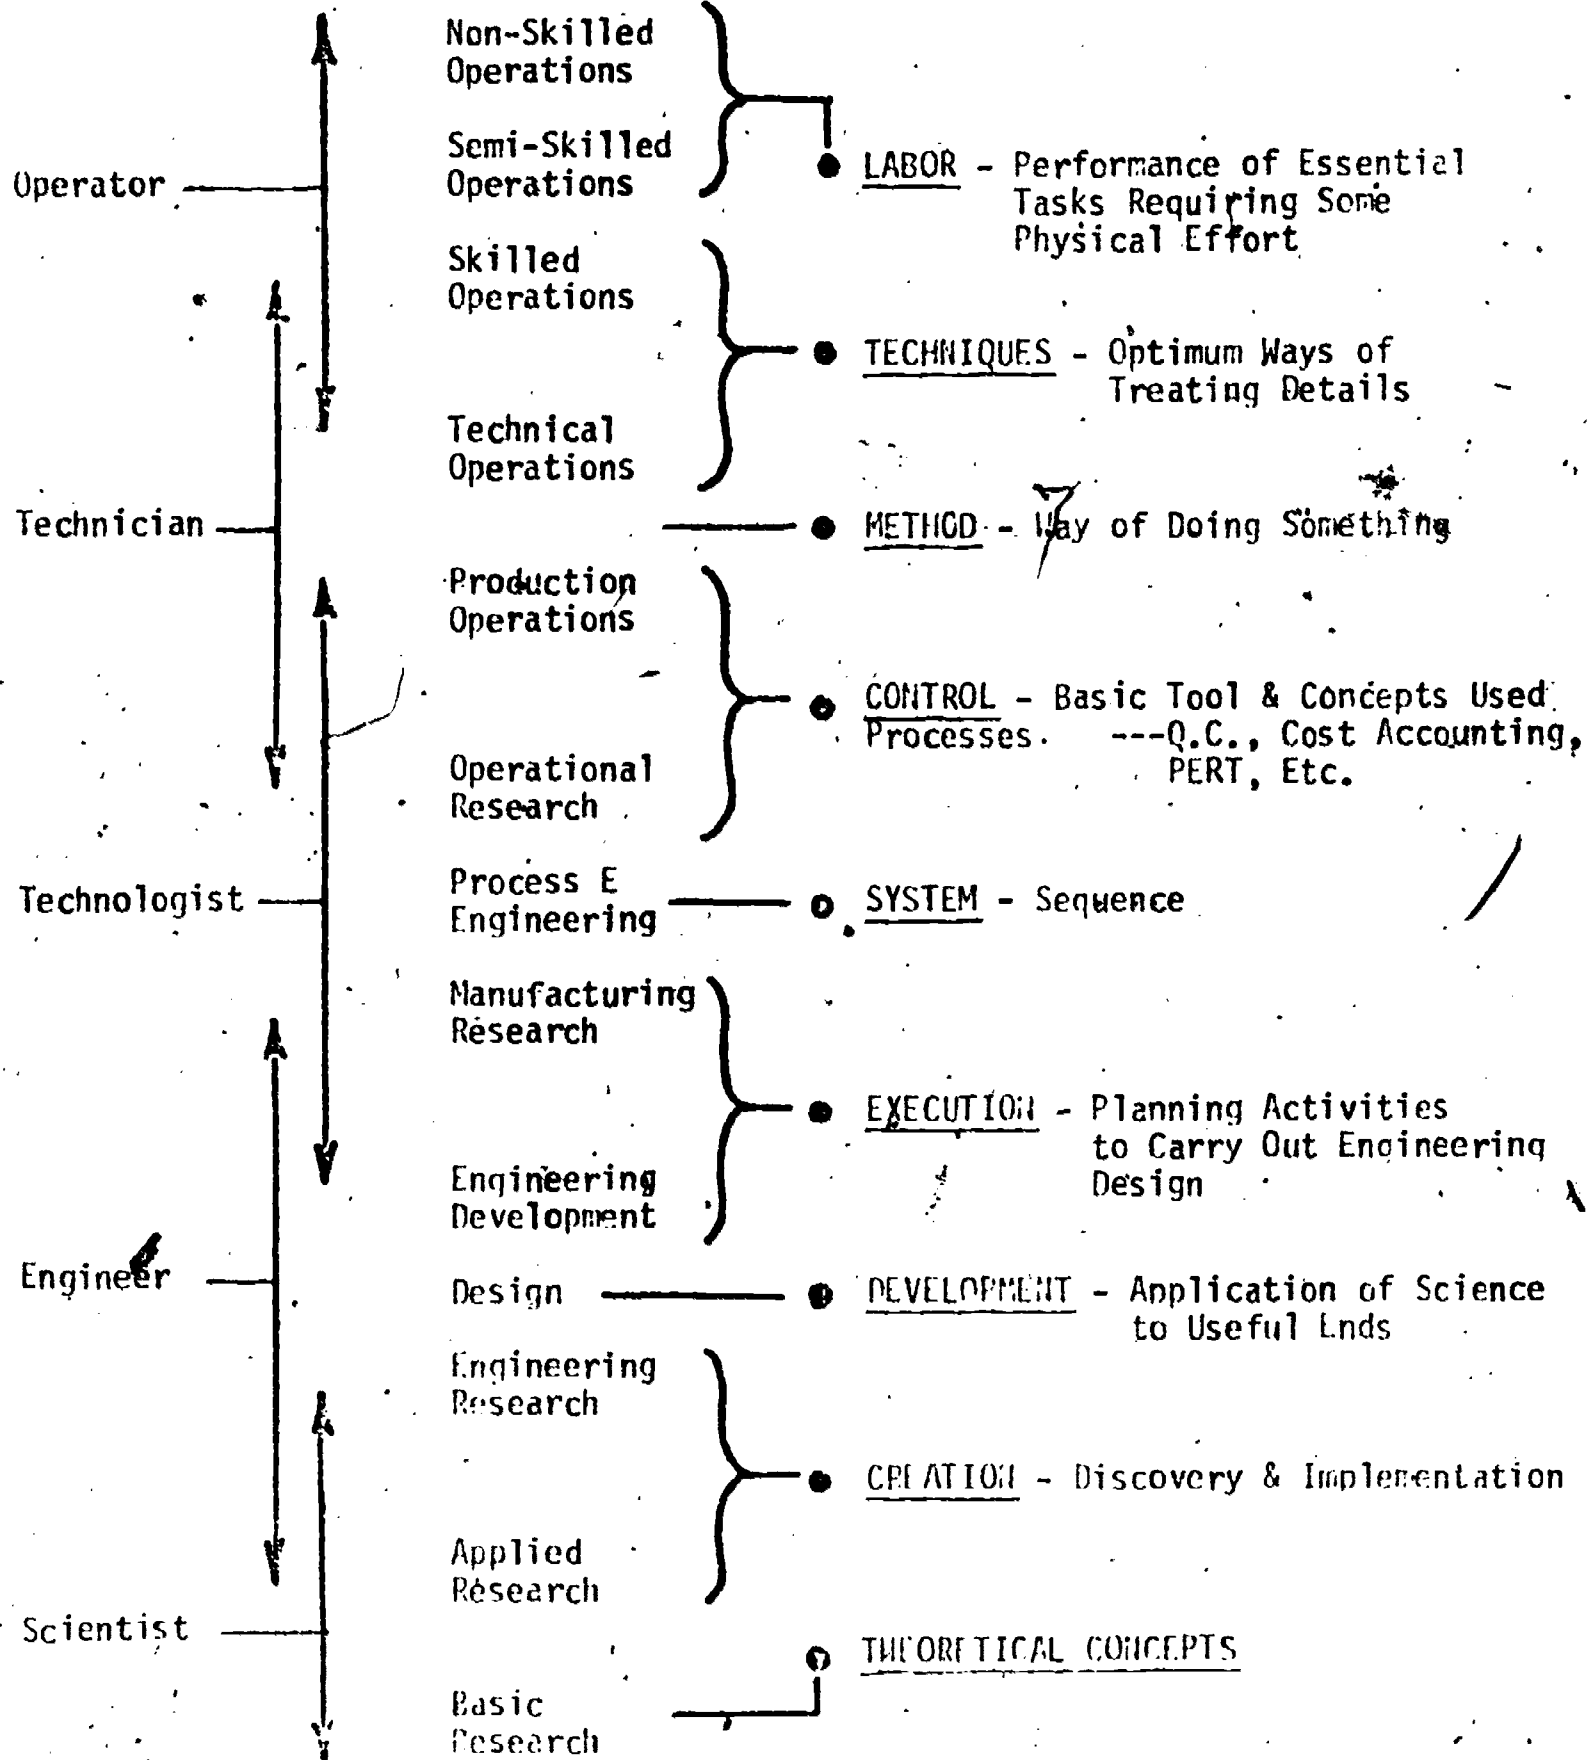 Operator
Technician
Technologist
Engineer
Scientist
Non-Skilled
Operations
Semi-Skilled
Operations
Skilled
Operations
Technical
Operations
Production
Operations
Operational
Research
Process E
Engineering
Manufacturing
Research
Engineering
Development
Design
Engineering
Research
Applied
Research
Basic
Research
LABOR - Performance of Essential
Tasks Requiring Some
Physical Effort
TECHNIQUES - Optimum Ways of
Treating Details
METHOD - Way of Doing Something
CONTROL - Basic Tool & Concepts Used
Processes. ---Q.C., Cost Accounting,
PERT, Etc.
SYSTEM - Sequence
EXECUTION - Planning Activities
to Carry Out Engineering
Design
DEVELOPMENT - Application of Science
to Useful Ends
CREATION - Discovery & Implementation
THEORETICAL CONCEPTS